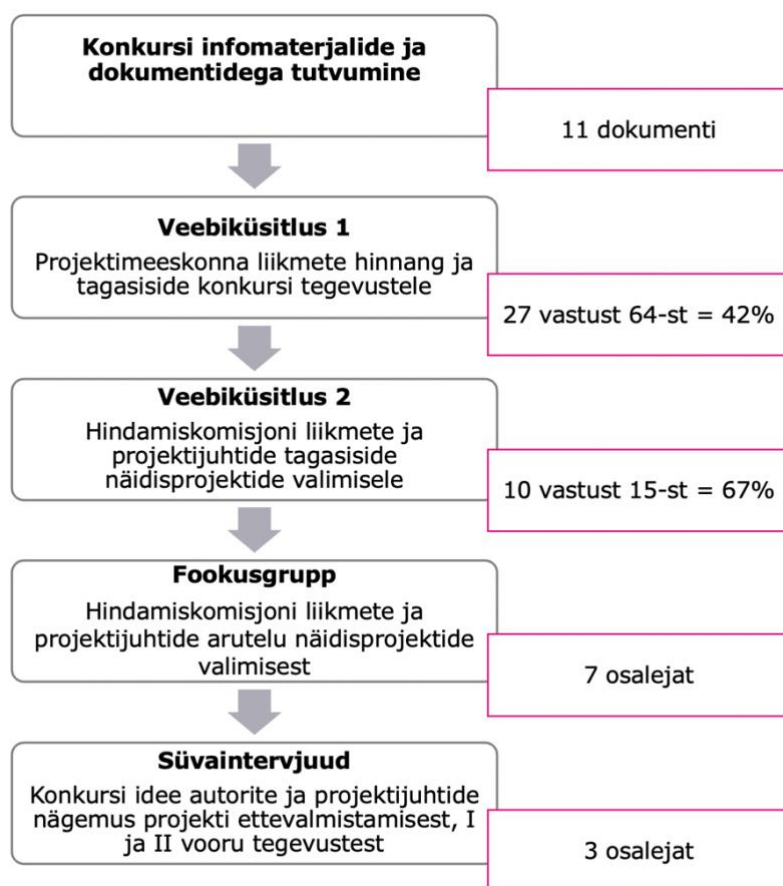 Konkursi infomaterjalide ja
dokumentidega tutvumine
11 dokumenti
Veebiküsitlus 1
Projektimeeskonna liikmete hinnang ja
tagasiside konkursi tegevustele
27 vastust 64-st = 42%
Veebiküsitlus 2
Hindamiskomisjoni liikmete ja
projektijuhtide tagasiside
näidisprojektide valimisele
10 vastust 15-st = 67%
Fookusgrupp
Hindamiskomisjoni liikmete ja
projektijuhtide arutelu näidisprojektide
valimisest
7 osalejat
Süvaintervjuud
Konkursi idee autorite ja projektijuhtide
nägemus projekti ettevalmistamisest, I
ja II vooru tegevustest
3 osalejat